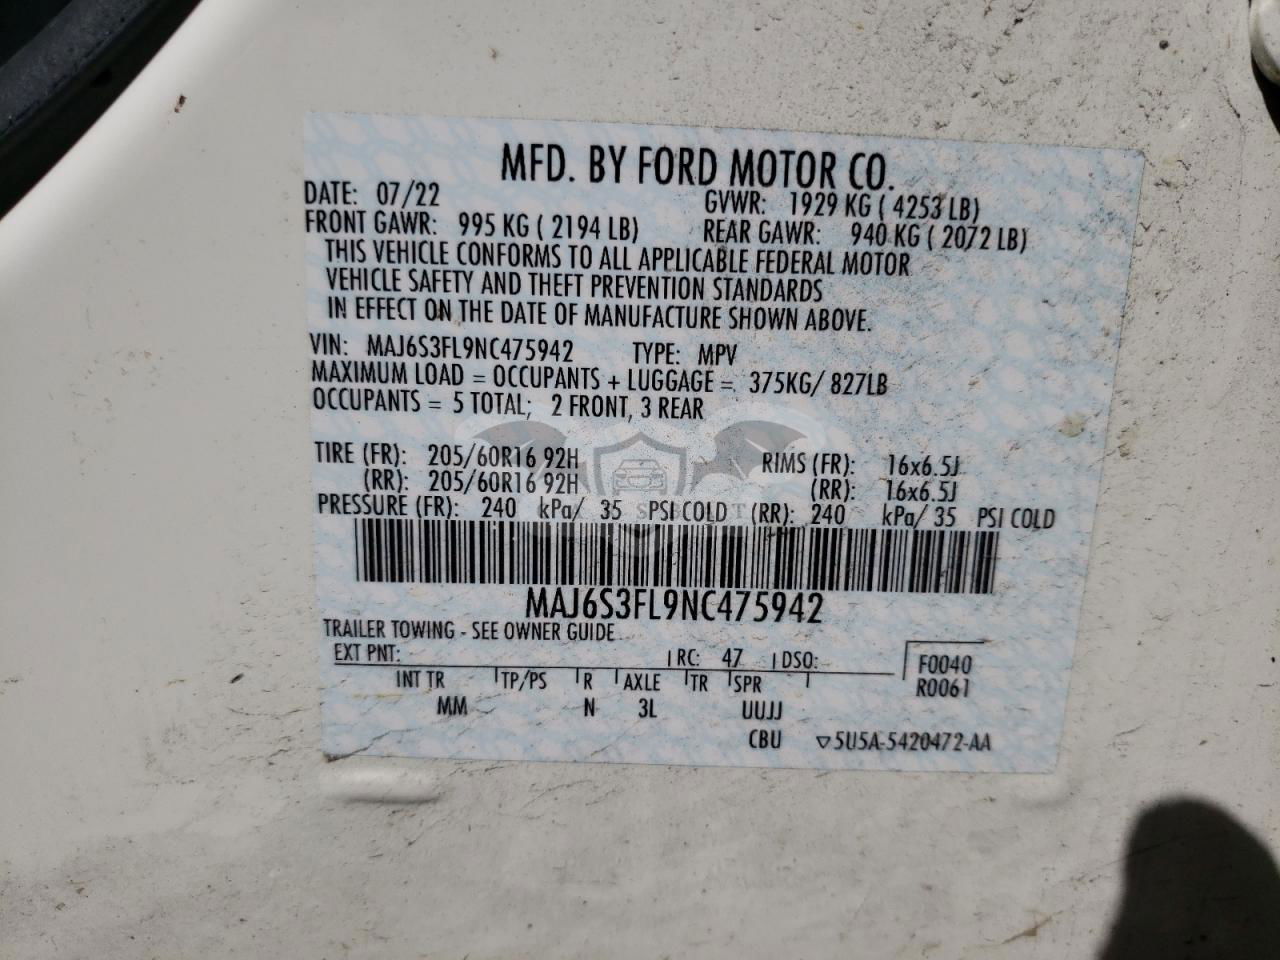 MFD. BY FORD MOTOR CO.
DATE: 07/22 GVWR: 1929 KG ( 4253 LB)
FRONT GAWR: 995 KG ( 2194 LB) REAR GAWR: 940 KG ( 2072 LB)
THIS VEHICLE CONFORMS TO ALL APPLICABLE FEDERAL MOTOR
VEHICLE SAFETY AND THEFT PREVENTION STANDARDS
IN EFFECT ON THE DATE OF MANUFACTURE SHOWN ABOVE.
VIN: MAJ6S3FL9NC475942 TYPE: MPV
MAXIMUM LOAD = OCCUPANTS + LUGGAGE = 375KG/ 827LB
OCCUPANTS = 5 TOTAL; 2 FRONT, 3 REAR
TIRE (FR): 205/60R16 92H RIMS (FR): 16x6.5J
(RR): 205/60R16 92H (RR): 16x6.5J
PRESSURE (FR): 240 kPa/ 35 PSI COLD (RR): 240 kPa/ 35 PSI COLD
MAJ6S3FL9NC475942
TRAILER TOWING - SEE OWNER GUIDE
EXT PNT: RC: 47 DSO: F0040
INT TR TP/PS R AXLE TR SPR R0061
MM N 3L UUJJ
CBU ▽5U5A-5420472-AA